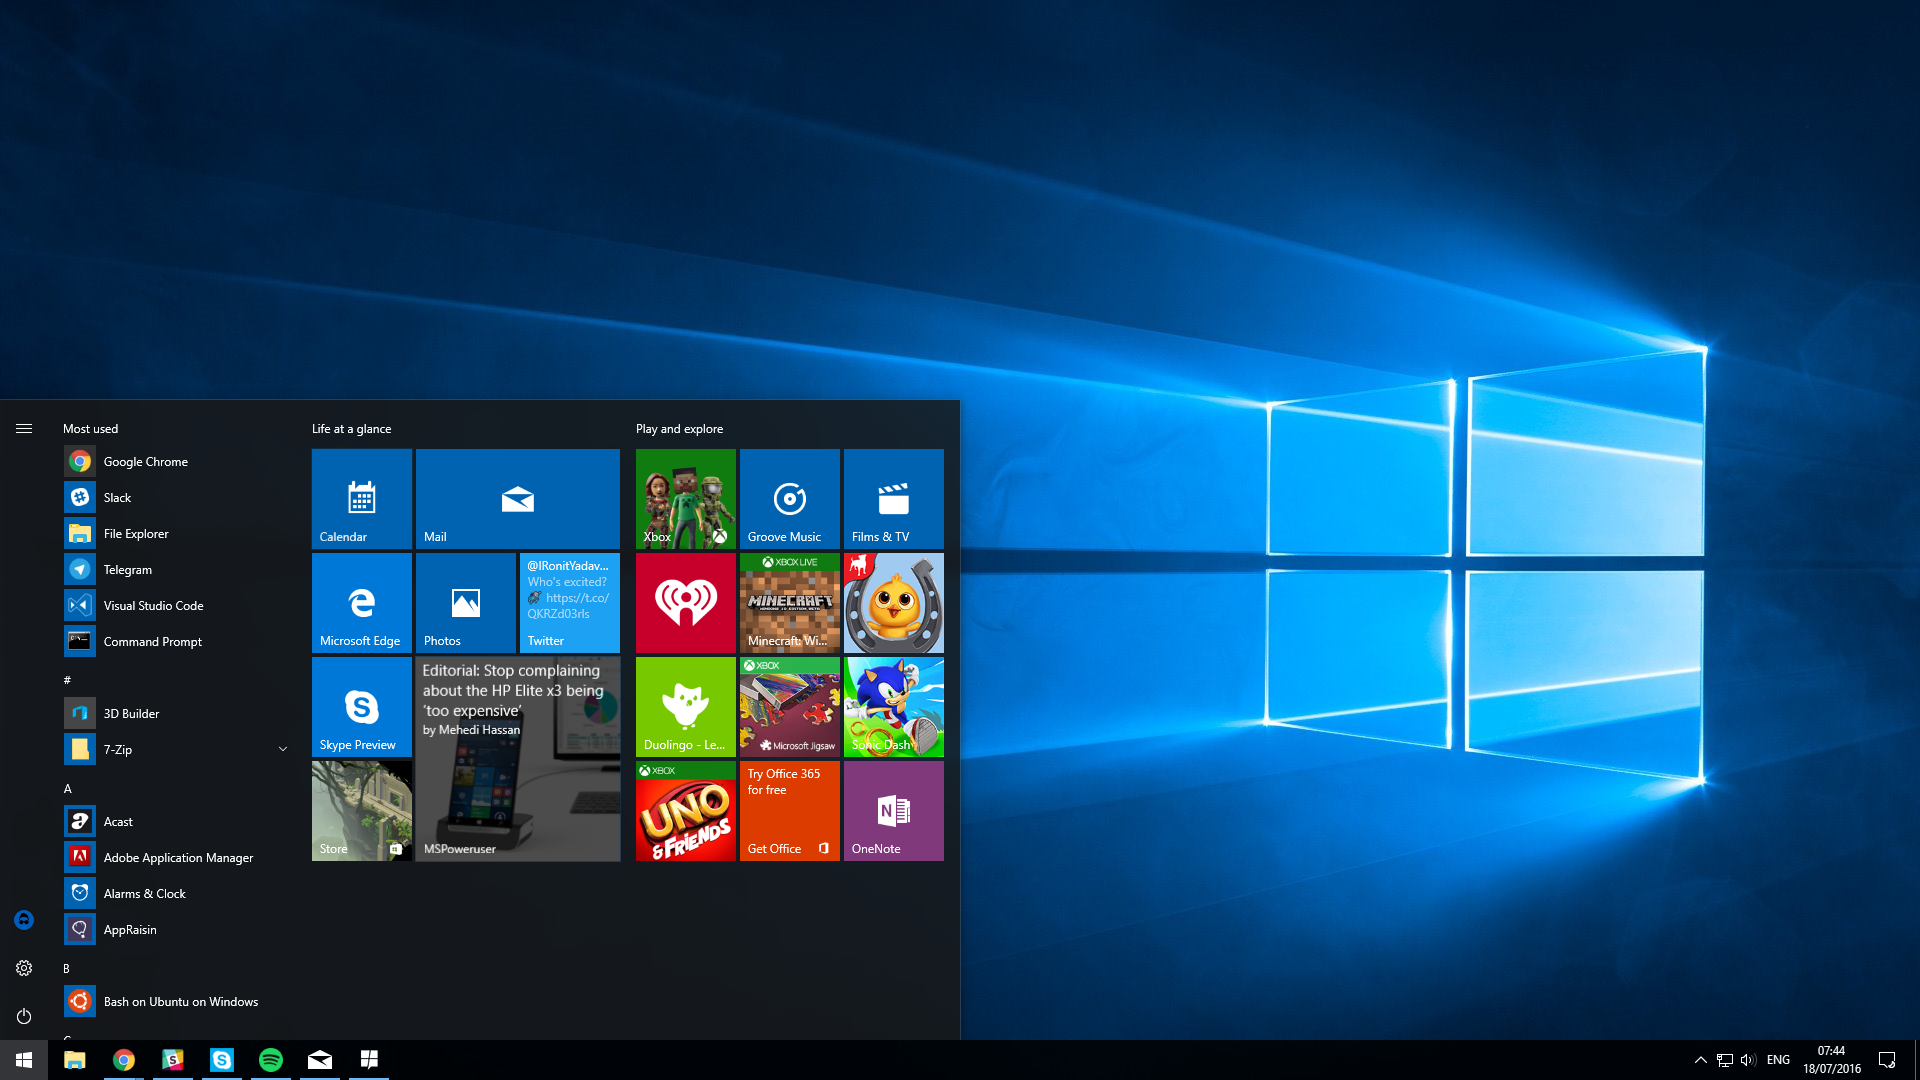 Most used
Google Chrome
Slack
File Explorer
Telegram
Visual Studio Code
Command Prompt
#
3D Builder
7-Zip
A
Acast
Adobe Application Manager
Alarms & Clock
AppRaisin
B
Bash on Ubuntu on Windows
Life at a glance
Calendar
Mail
Microsoft Edge
Photos
@IRonitYadav...
Who's excited?
https://t.co/
QKRZd03rls
Twitter
Skype Preview
Editorial: Stop complaining
about the HP Elite x3 being
‘too expensive’
by Mehedi Hassan
MSPoweruser
Store
Play and explore
Xbox
Groove Music
Films & TV
XBOX LIVE
MINECRAFT
WINDOWS 10 EDITION BETA
Minecraft: Wi...
Duolingo - Le...
XBOX
Microsoft Jigsaw
Sonic Dash
XBOX
UNO
& FRIENDS
Try Office 365
for free
Get Office
N
OneNote
ENG
07:44
18/07/2016